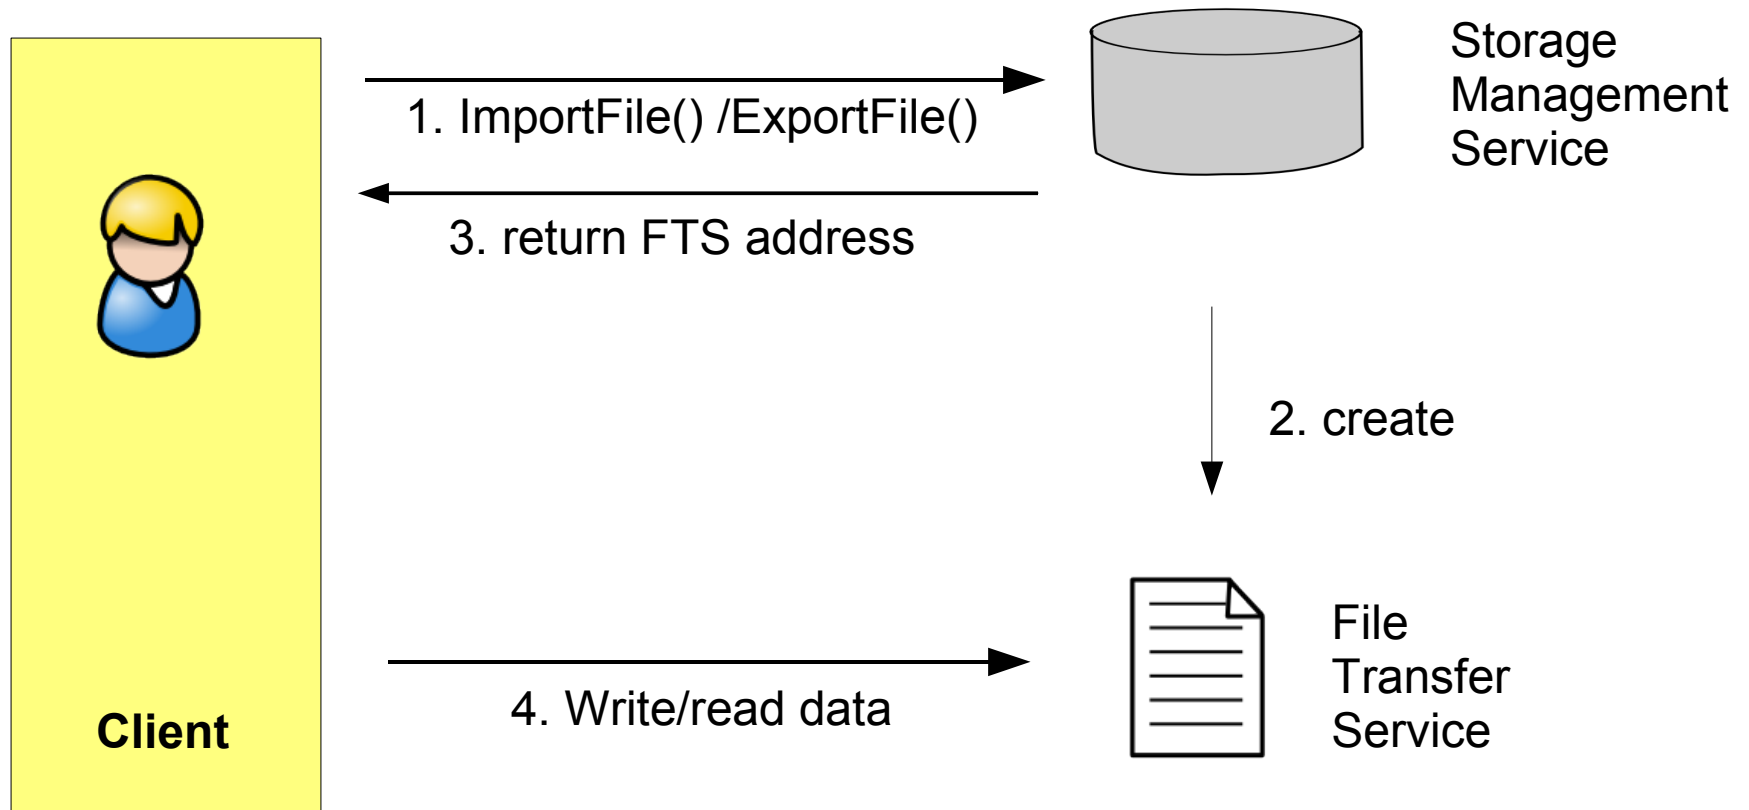 Storage
Management
Service
1. ImportFile() /ExportFile()
3. return FTS address
2. create
File
Transfer
Service
4. Write/read data
Client